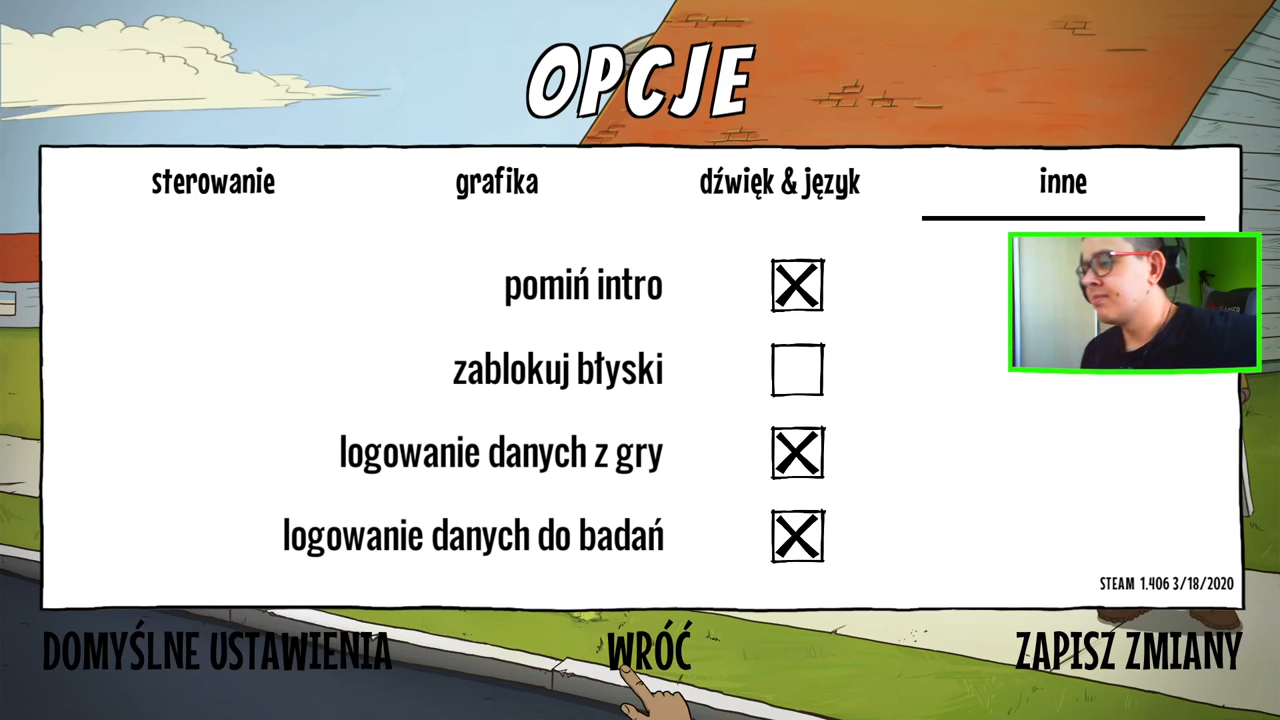 OPCJE
sterowanie grafika dźwięk & język inne
pomiń intro
zablokuj błyski
logowanie danych z gry
logowanie danych do badań
STEAM 1.406 3/18/2020
DOMYŚLNE USTAWIENIA WRÓĆ ZAPISZ ZMIANY